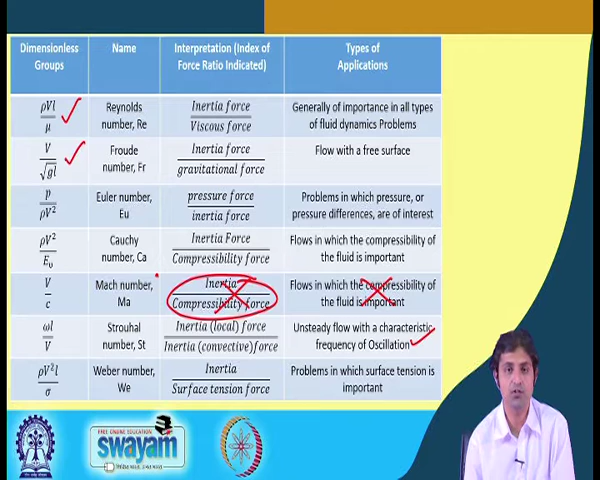 Dimensionless Groups
Name
Interpretation (Index of Force Ratio Indicated)
Types of Applications
ρVl/μ
Reynolds number, Re
Inertia force/Viscous force
Generally of importance in all types of fluid dynamics Problems
V/√gl
Froude number, Fr
Inertia force/gravitational force
Flow with a free surface
p/ρV²
Euler number, Eu
pressure force/inertia force
Problems in which pressure, or pressure differences, are of interest
ρV²/Eᵤ
Cauchy number, Ca
Inertia Force/Compressibility force
Flows in which the compressibility of the fluid is important
V/c
Mach number, Ma
Inertia/Compressibility force
Flows in which the compressibility of the fluid is important
ωl/V
Strouhal number, St
Inertia (local) force/Inertia (convective)force
Unsteady flow with a characteristic frequency of Oscillation
ρV²l/σ
Weber number, We
Inertia/Surface tension force
Problems in which surface tension is important
FREE ONLINE EDUCATION
swayam